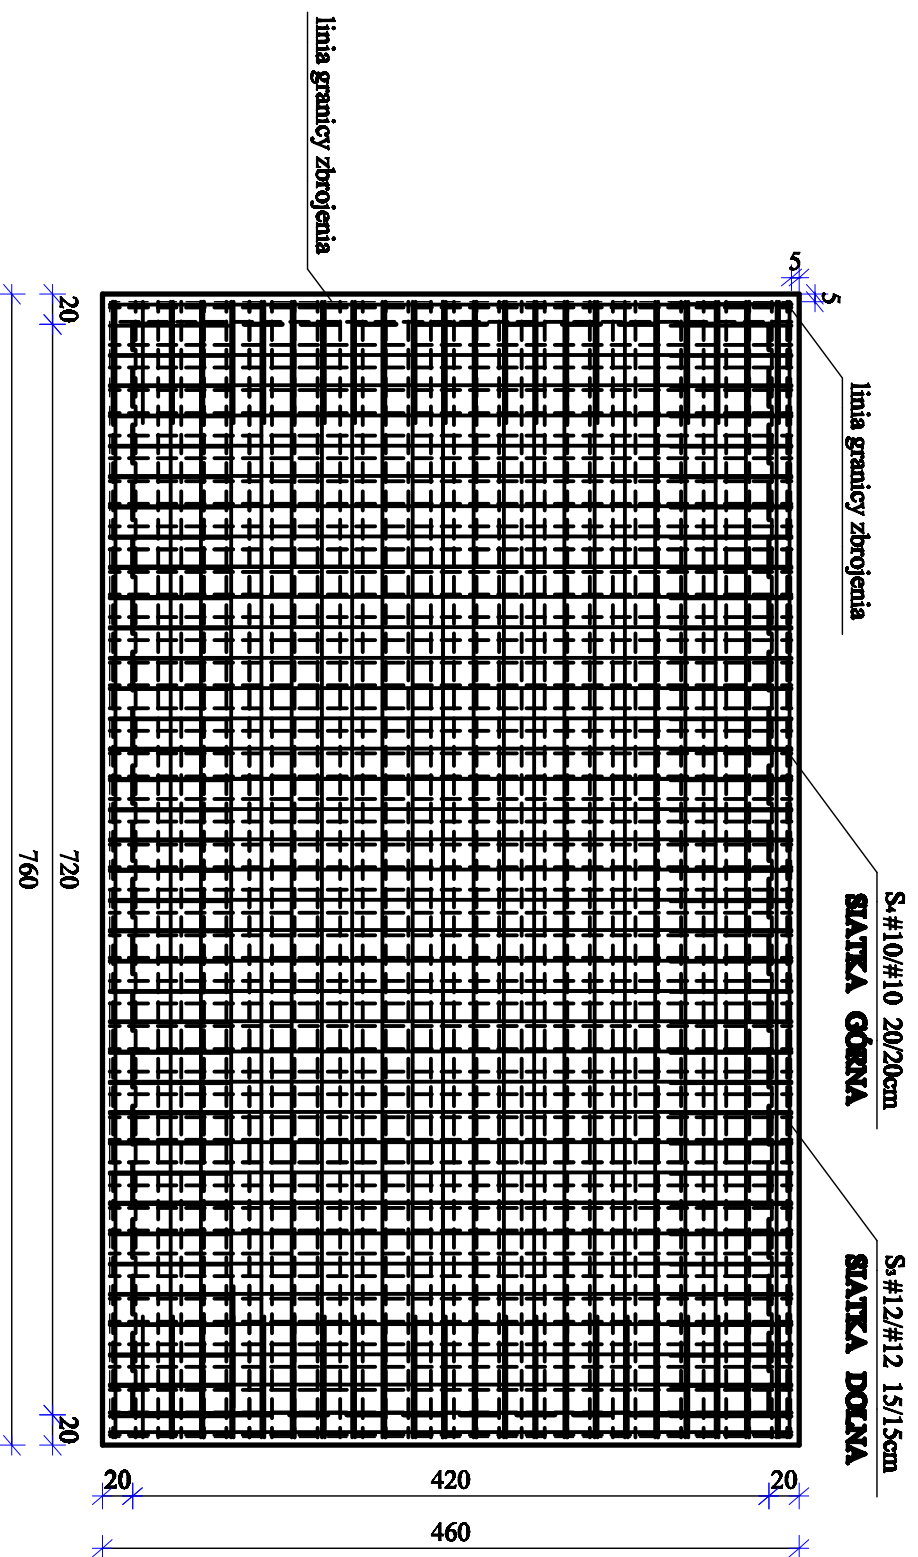 linia granicy zbrojenia
linia granicy zbrojenia
S4 #10/#10 20/20cm
SIATKA GÓRNA
S3 #12/#12 15/15cm
SIATKA DOLNA
5
5
20
720
20
760
20
420
20
460